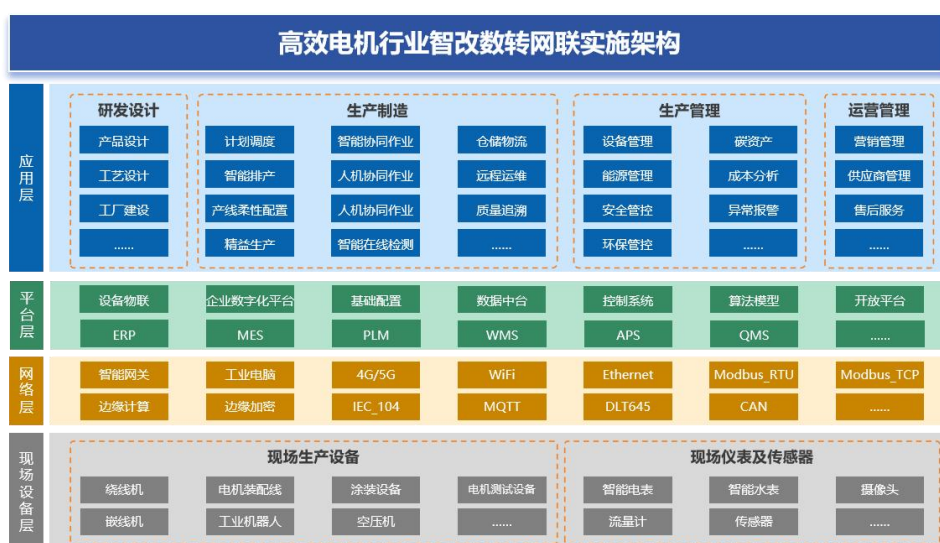 高效电机行业智改数转网联实施架构
应用层
研发设计
产品设计
工艺设计
工厂建设
......
生产制造
计划调度 智能协同作业 仓储物流
智能排产 人机协同作业 远程运维
产线柔性配置 人机协同作业 质量追溯
精益生产 智能在线检测 ......
生产管理
设备管理 碳资产
能源管理 成本分析
安全管控 异常报警
环保管控 ......
运营管理
营销管理
供应商管理
售后服务
......
平台层
设备物联 企业数字化平台 基础配置 数据中台 控制系统 算法模型 开放平台
ERP MES PLM WMS APS QMS ......
网络层
智能网关 工业电脑 4G/5G WiFi Ethernet Modbus_RTU Modbus_TCP
边缘计算 边缘加密 IEC_104 MQTT DLT645 CAN ......
现场设备层
现场生产设备
绕线机 电机装配线 涂装设备 电机测试设备
嵌线机 工业机器人 空压机 ......
现场仪表及传感器
智能电表 智能水表 摄像头
流量计 传感器 ......